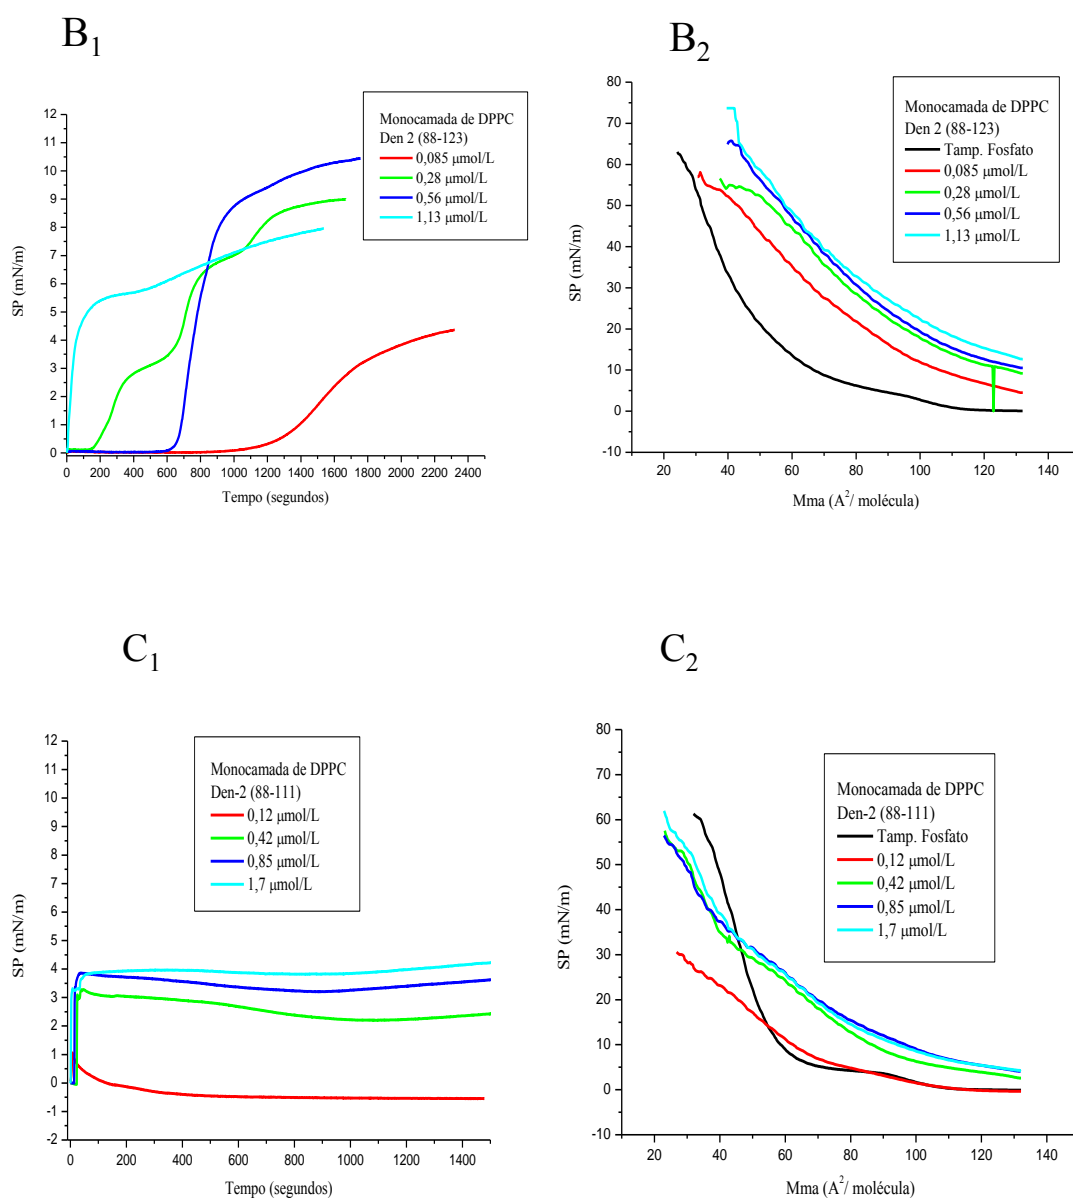 B1
12
11
10
9
8
7
6
5
4
3
2
1
0
SP (mN/m)
0 200 400 600 800 1000 1200 1400 1600 1800 2000 2200 2400
Tempo (segundos)
Monocamada de DPPC
Den 2 (88-123)
0,085 μmol/L
0,28 μmol/L
0,56 μmol/L
1,13 μmol/L
B2
80
70
60
50
40
30
20
10
0
-10
SP (mN/m)
20 40 60 80 100 120 140
Mma (A²/ molécula)
Monocamada de DPPC
Den 2 (88-123)
Tamp. Fosfato
0,085 μmol/L
0,28 μmol/L
0,56 μmol/L
1,13 μmol/L
C1
12
11
10
9
8
7
6
5
4
3
2
1
0
-1
-2
SP (mN/m)
0 200 400 600 800 1000 1200 1400
Tempo (segundos)
Monocamada de DPPC
Den-2 (88-111)
0,12 μmol/L
0,42 μmol/L
0,85 μmol/L
1,7 μmol/L
C2
80
70
60
50
40
30
20
10
0
-10
SP (mN/m)
20 40 60 80 100 120 140
Mma (A²/ molécula)
Monocamada de DPPC
Den-2 (88-111)
Tamp. Fosfato
0,12 μmol/L
0,42 μmol/L
0,85 μmol/L
1,7 μmol/L